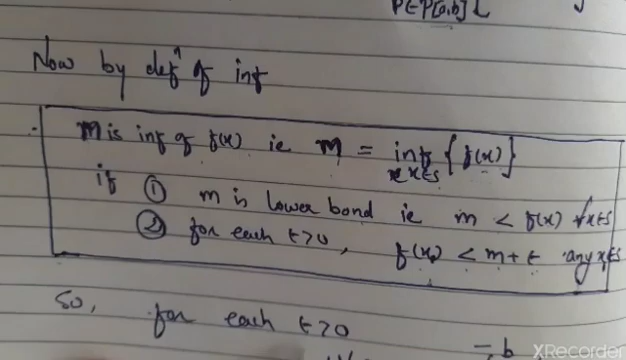 P∈P[a,b]
Now by defⁿ of inf
m is inf of f(x) ie m = inf {f(x)}
x∈S
if ① m is lower bond ie m < f(x) ∀x∈S
② for each ϵ>0, f(x) < m+ϵ any x∈S
So, for each ϵ>0
= b
XRecorder